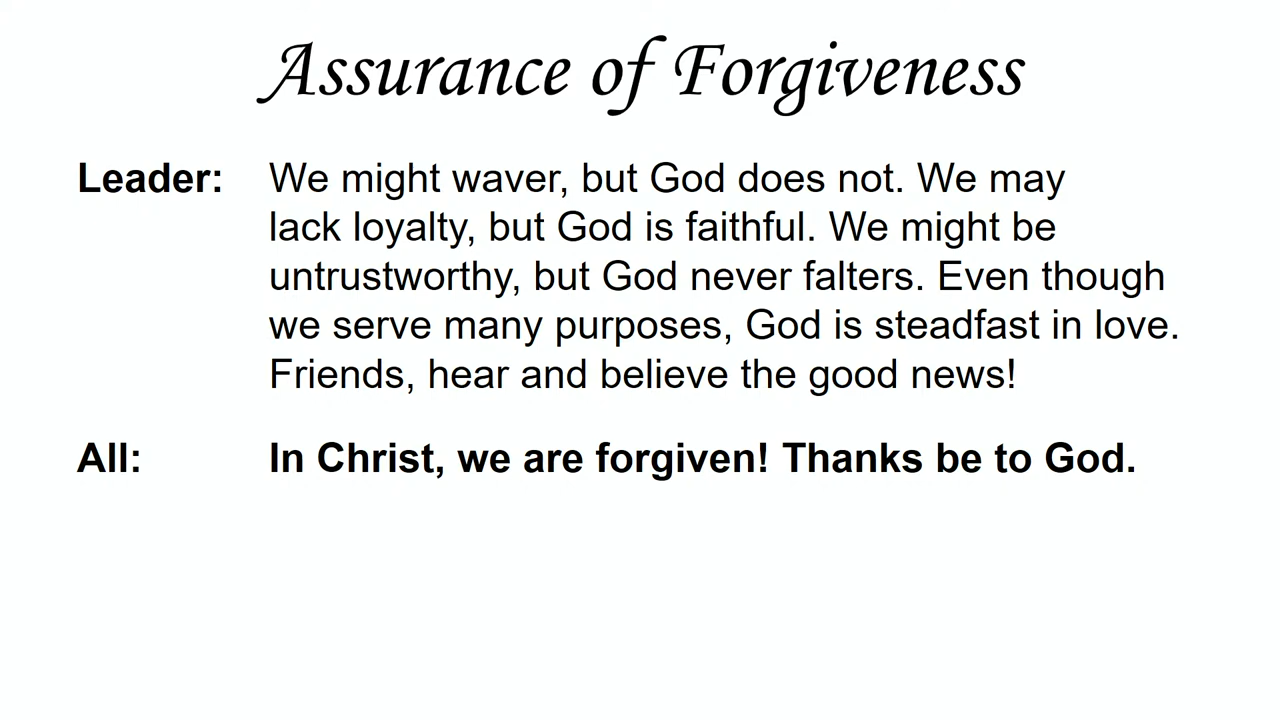 Assurance of Forgiveness
Leader: We might waver, but God does not. We may
lack loyalty, but God is faithful. We might be
untrustworthy, but God never falters. Even though
we serve many purposes, God is steadfast in love.
Friends, hear and believe the good news!
All: In Christ, we are forgiven! Thanks be to God.